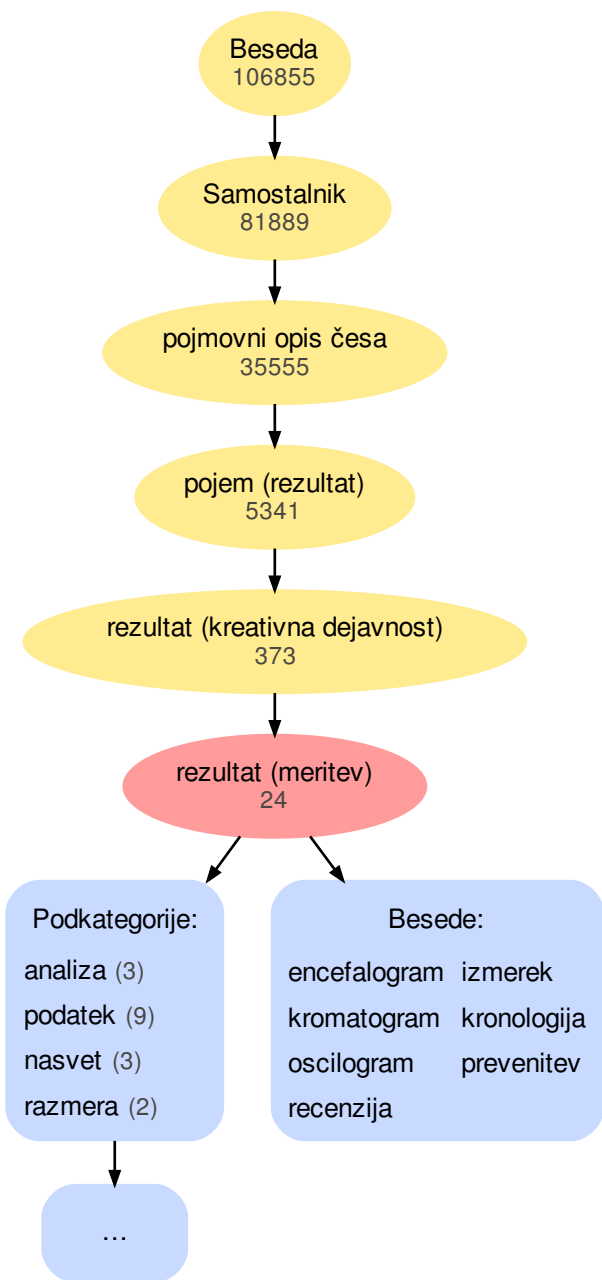 Beseda
106855
Samostalnik
81889
pojmovni opis česa
35555
pojem (rezultat)
5341
rezultat (kreativna dejavnost)
373
rezultat (meritev)
24
Podkategorije:
analiza (3)
podatek (9)
nasvet (3)
razmera (2)
Besede:
encefalogram izmerek
kromatogram kronologija
oscilogram prevenitev
recenzija
...